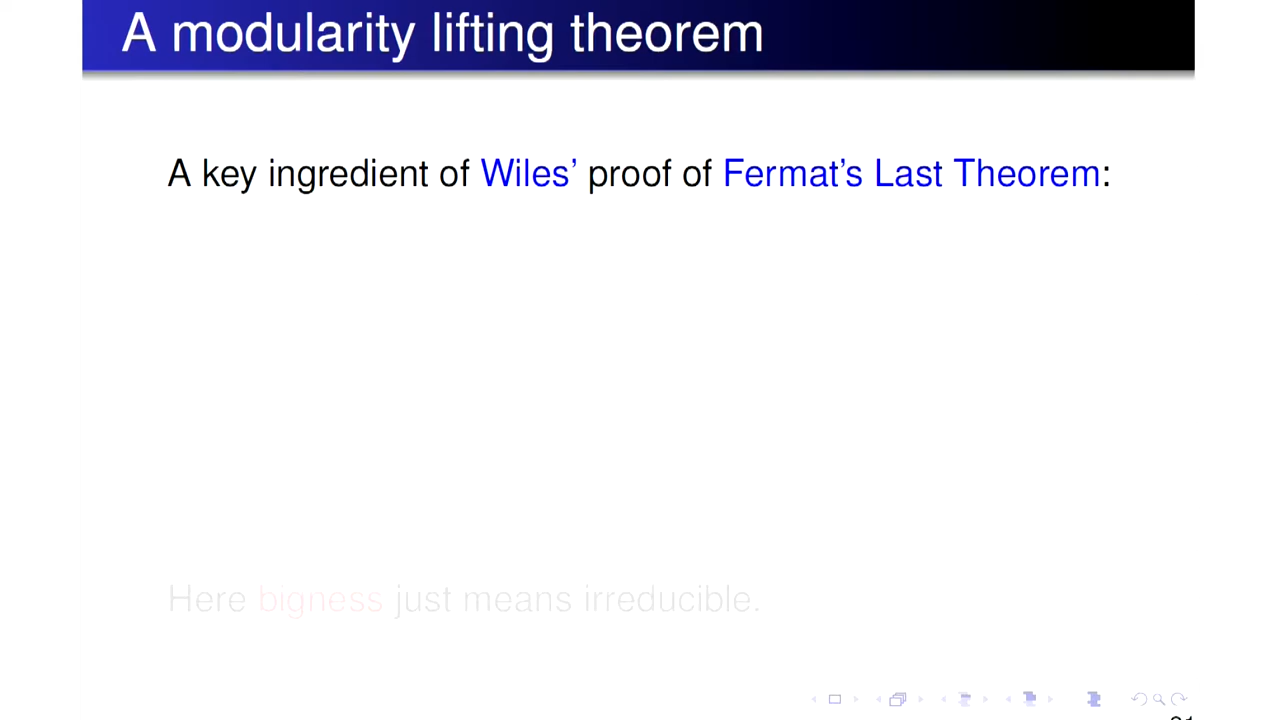 A modularity lifting theorem
A key ingredient of Wiles' proof of Fermat's Last Theorem:
Here bigness just means irreducible.